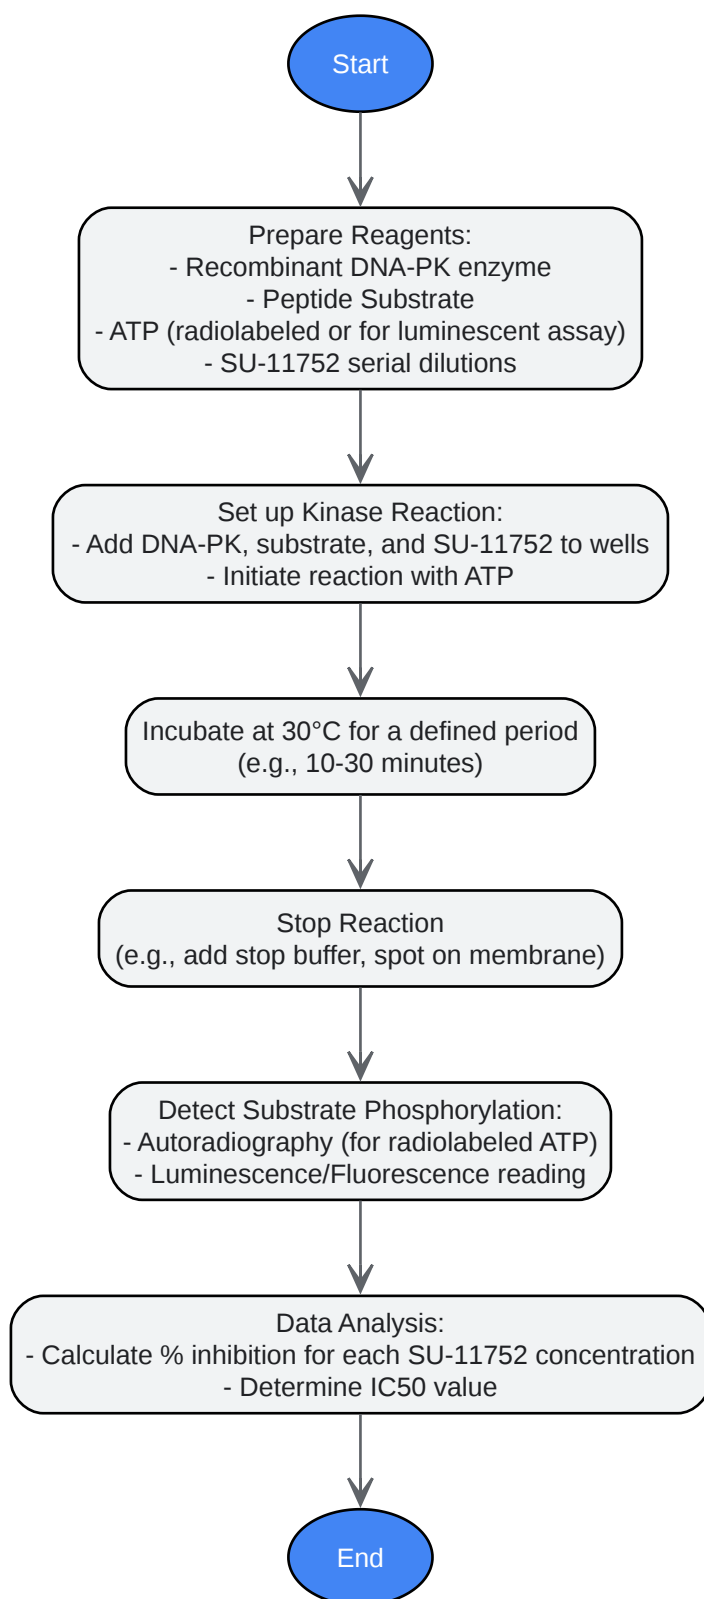 Start
Prepare Reagents:
- Recombinant DNA-PK enzyme
- Peptide Substrate
- ATP (radiolabeled or for luminescent assay)
- SU-11752 serial dilutions
Set up Kinase Reaction:
- Add DNA-PK, substrate, and SU-11752 to wells
- Initiate reaction with ATP
Incubate at 30°C for a defined period
(e.g., 10-30 minutes)
Stop Reaction
(e.g., add stop buffer, spot on membrane)
Detect Substrate Phosphorylation:
- Autoradiography (for radiolabeled ATP)
- Luminescence/Fluorescence reading
Data Analysis:
- Calculate % inhibition for each SU-11752 concentration
- Determine IC50 value
End